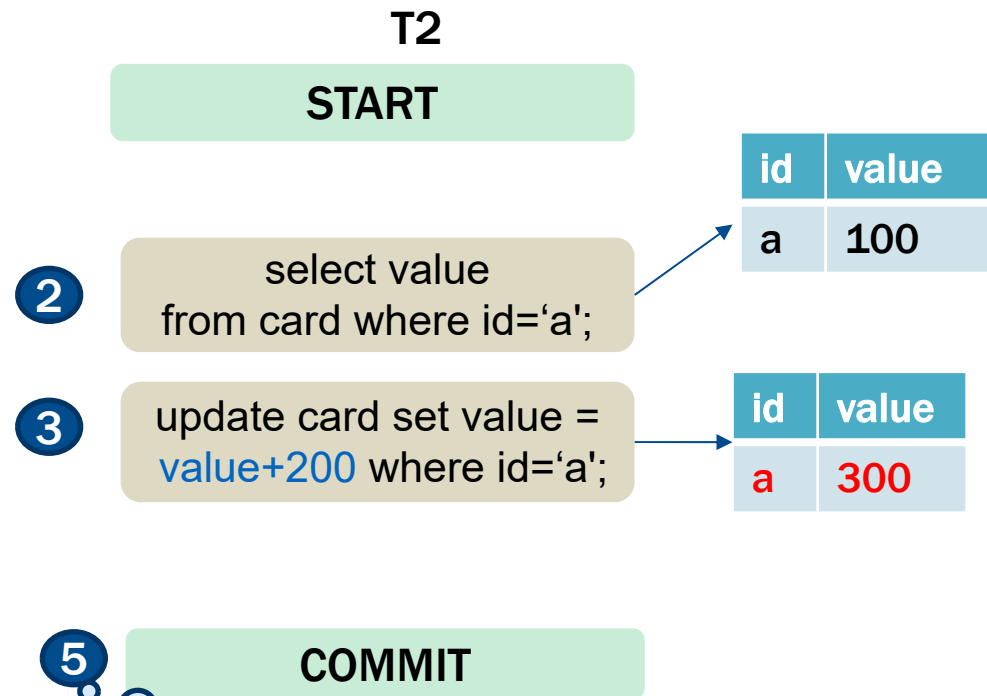 T2
START
id value
a 100
2
select value
from card where id=‘a';
3
update card set value =
value+200 where id=‘a';
id value
a 300
5
COMMIT